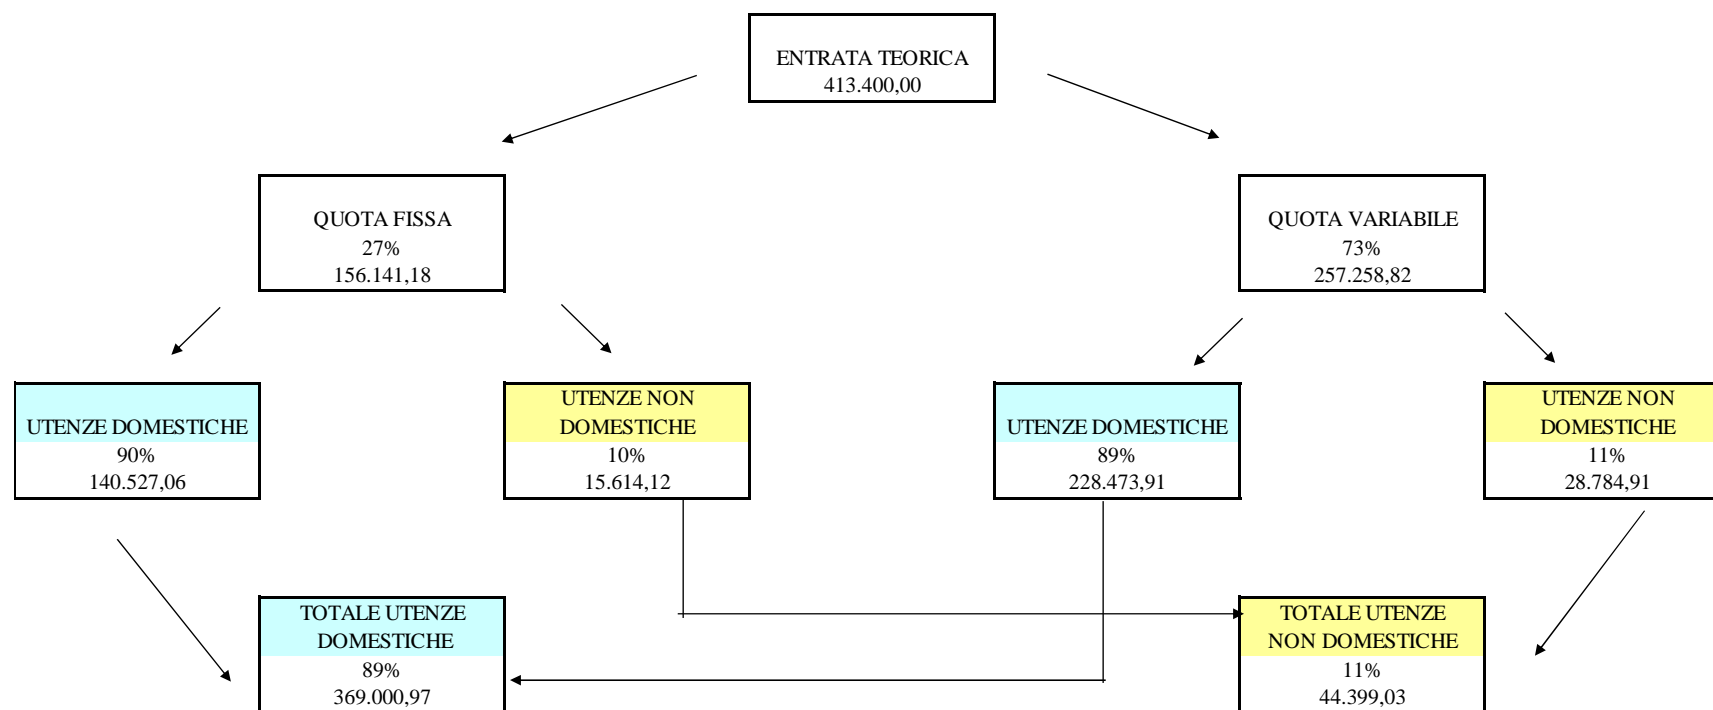 ENTRATA TEORICA
413.400,00
QUOTA FISSA
27%
156.141,18
QUOTA VARIABILE
73%
257.258,82
UTENZE DOMESTICHE
90%
140.527,06
UTENZE NON
DOMESTICHE
10%
15.614,12
UTENZE DOMESTICHE
89%
228.473,91
UTENZE NON
DOMESTICHE
11%
28.784,91
TOTALE UTENZE
DOMESTICHE
89%
369.000,97
TOTALE UTENZE
NON DOMESTICHE
11%
44.399,03